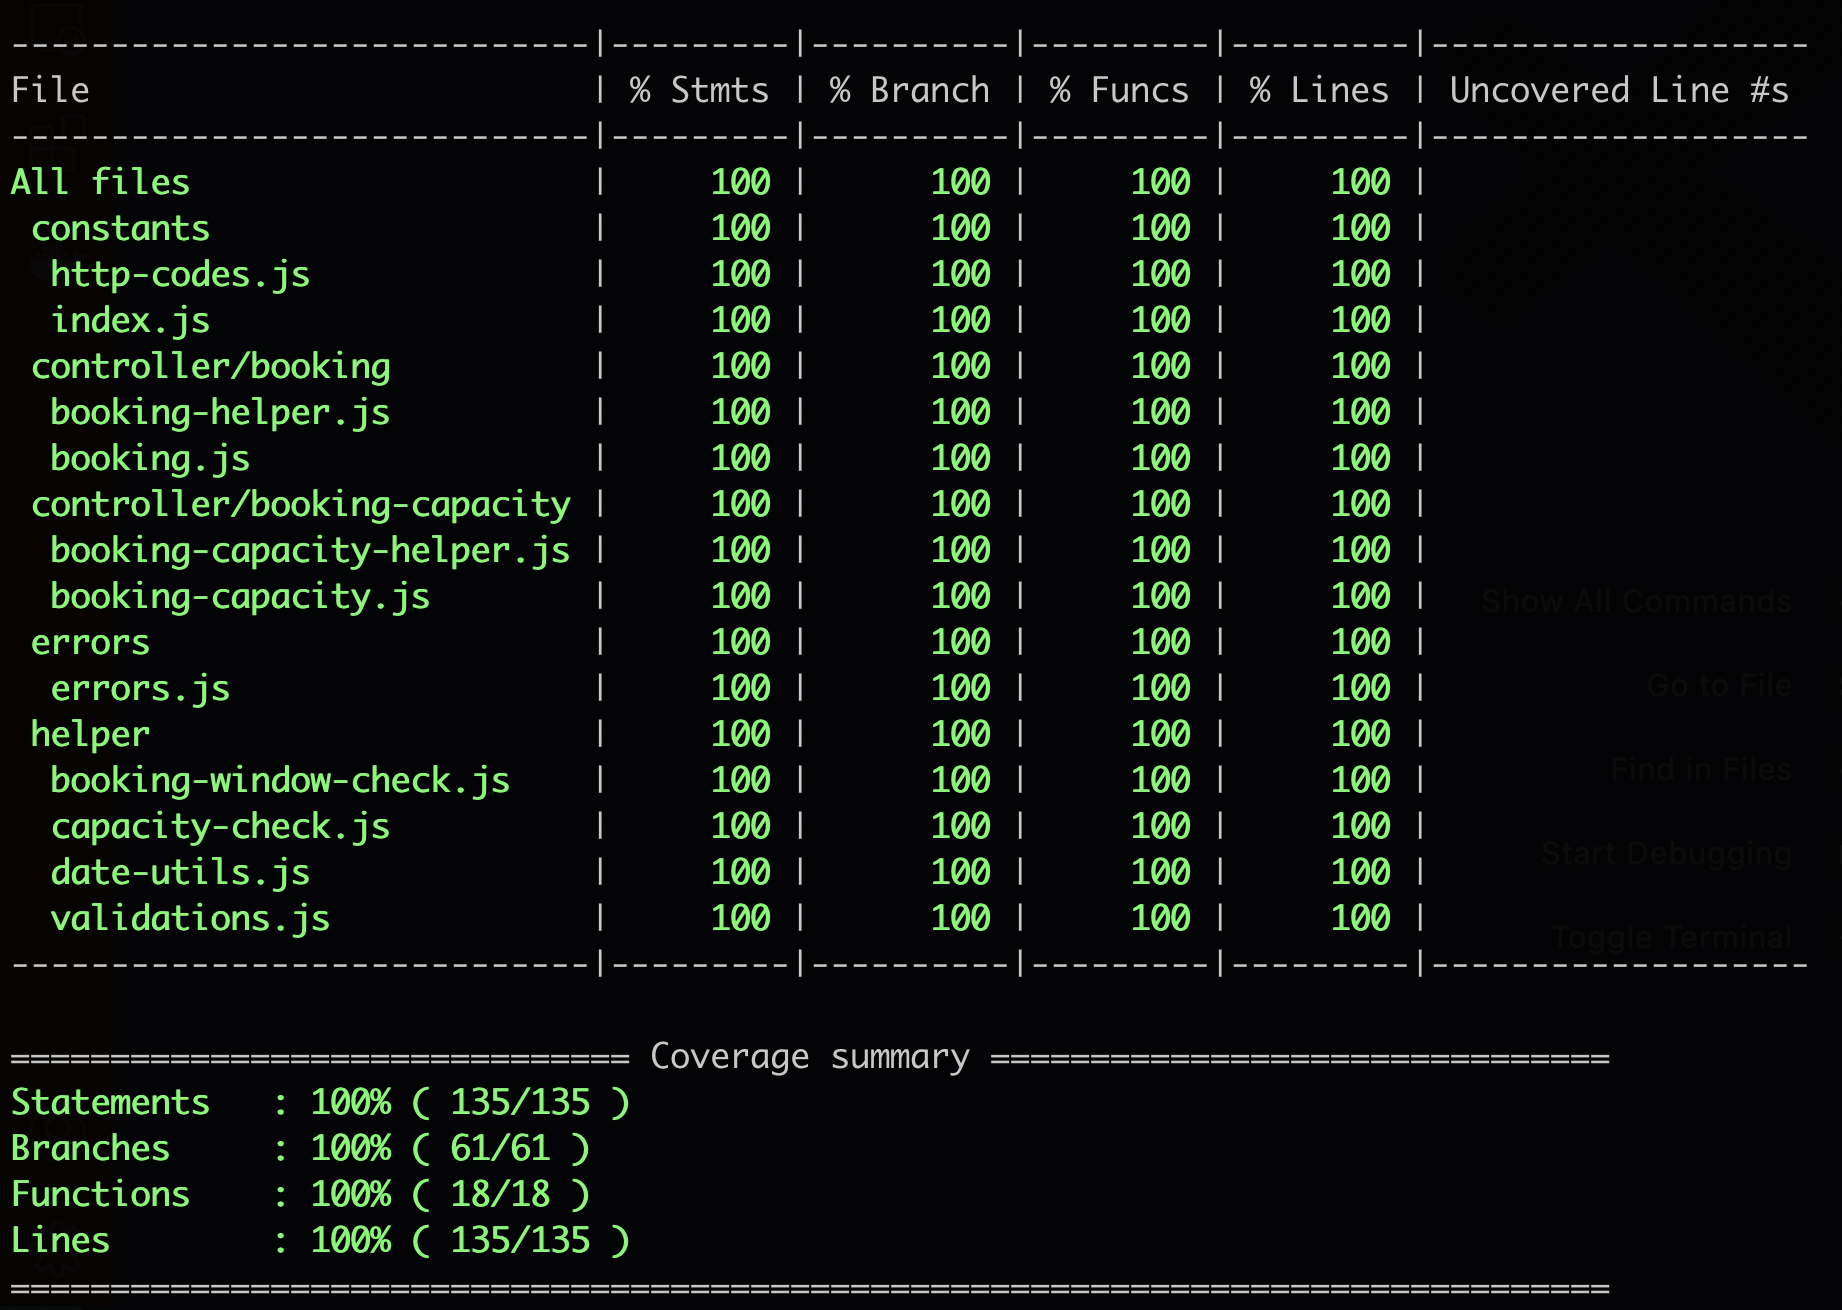 -----------------------------|---------|----------|---------|---------|-------------------
File                         | % Stmts | % Branch | % Funcs | % Lines | Uncovered Line #s
-----------------------------|---------|----------|---------|---------|-------------------
All files                    |     100 |      100 |     100 |     100 |
 constants                   |     100 |      100 |     100 |     100 |
  http-codes.js              |     100 |      100 |     100 |     100 |
  index.js                   |     100 |      100 |     100 |     100 |
 controller/booking          |     100 |      100 |     100 |     100 |
  booking-helper.js          |     100 |      100 |     100 |     100 |
  booking.js                 |     100 |      100 |     100 |     100 |
 controller/booking-capacity |     100 |      100 |     100 |     100 |
  booking-capacity-helper.js |     100 |      100 |     100 |     100 |
  booking-capacity.js        |     100 |      100 |     100 |     100 |
 errors                      |     100 |      100 |     100 |     100 |
  errors.js                  |     100 |      100 |     100 |     100 |
 helper                      |     100 |      100 |     100 |     100 |
  booking-window-check.js    |     100 |      100 |     100 |     100 |
  capacity-check.js          |     100 |      100 |     100 |     100 |
  date-utils.js              |     100 |      100 |     100 |     100 |
  validations.js             |     100 |      100 |     100 |     100 |
-----------------------------|---------|----------|---------|---------|-------------------
=============================== Coverage summary ===============================
Statements   : 100% ( 135/135 )
Branches     : 100% ( 61/61 )
Functions    : 100% ( 18/18 )
Lines        : 100% ( 135/135 )
================================================================================
Show All Commands
Go to File
Find in Files
Start Debugging
Toggle Terminal